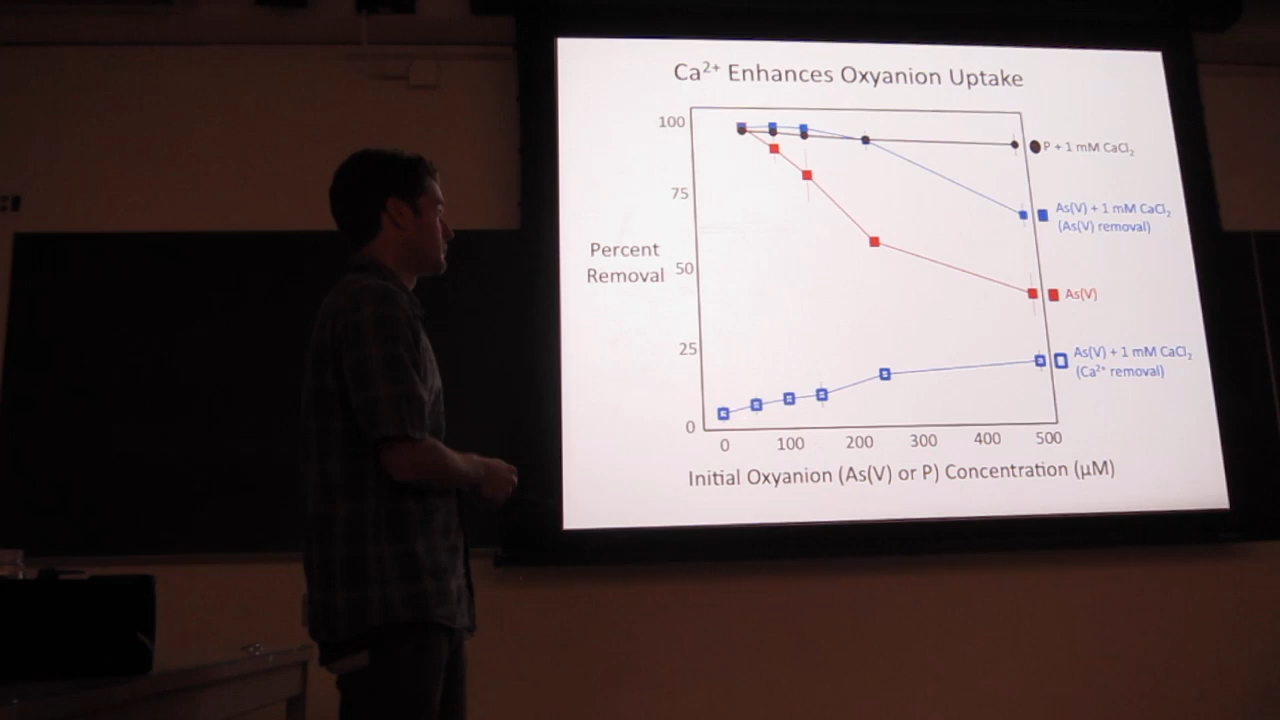 Ca²⁺ Enhances Oxyanion Uptake
100
75
Percent
Removal
50
25
0
0 100 200 300 400 500
Initial Oxyanion (As(V) or P) Concentration (μM)
P + 1 mM CaCl₂
As(V) + 1 mM CaCl₂
(As(V) removal)
As(V)
As(V) + 1 mM CaCl₂
(Ca²⁺ removal)